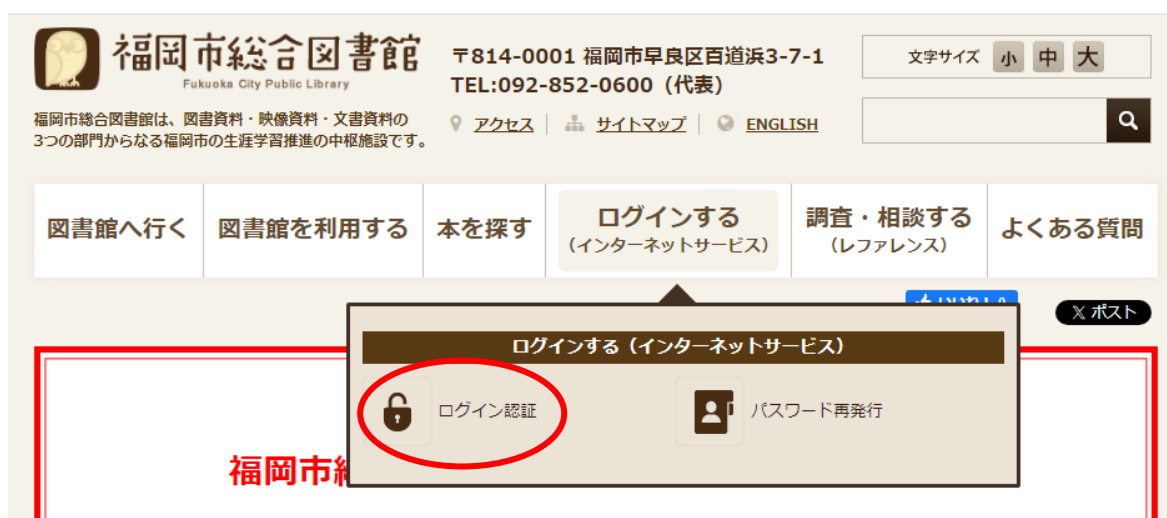 福岡市総合図書館
Fukuoka City Public Library
福岡市總合図書館は、図書資料・映像資料・文書資料の
3つの部門からなる福岡市の生涯学習推進の中枢施設です。
〒814-0001 福岡市早良区百道浜3-7-1
TEL:092-852-0600（代表）
アクセス
サイトマップ
ENGLISH
文字サイズ 小 中 大
図書館へ行く
図書館を利用する
本を探す
ログインする
（インターネットサービス）
調査・相談する
（レファレンス）
よくある質問
ポスト
ログインする（インターネットサービス）
ログイン認証
パスワード再発行
福岡市